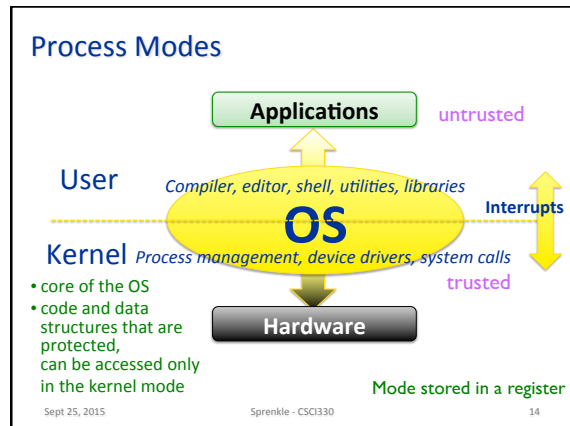 Process Modes
Applications
untrusted
User
Compiler, editor, shell, utilities, libraries
Interrupts
OS
Kernel
Process management, device drivers, system calls
trusted
• core of the OS
• code and data
structures that are
protected,
can be accessed only
in the kernel mode
Hardware
Mode stored in a register
Sept 25, 2015
Sprenkle - CSCI330
14